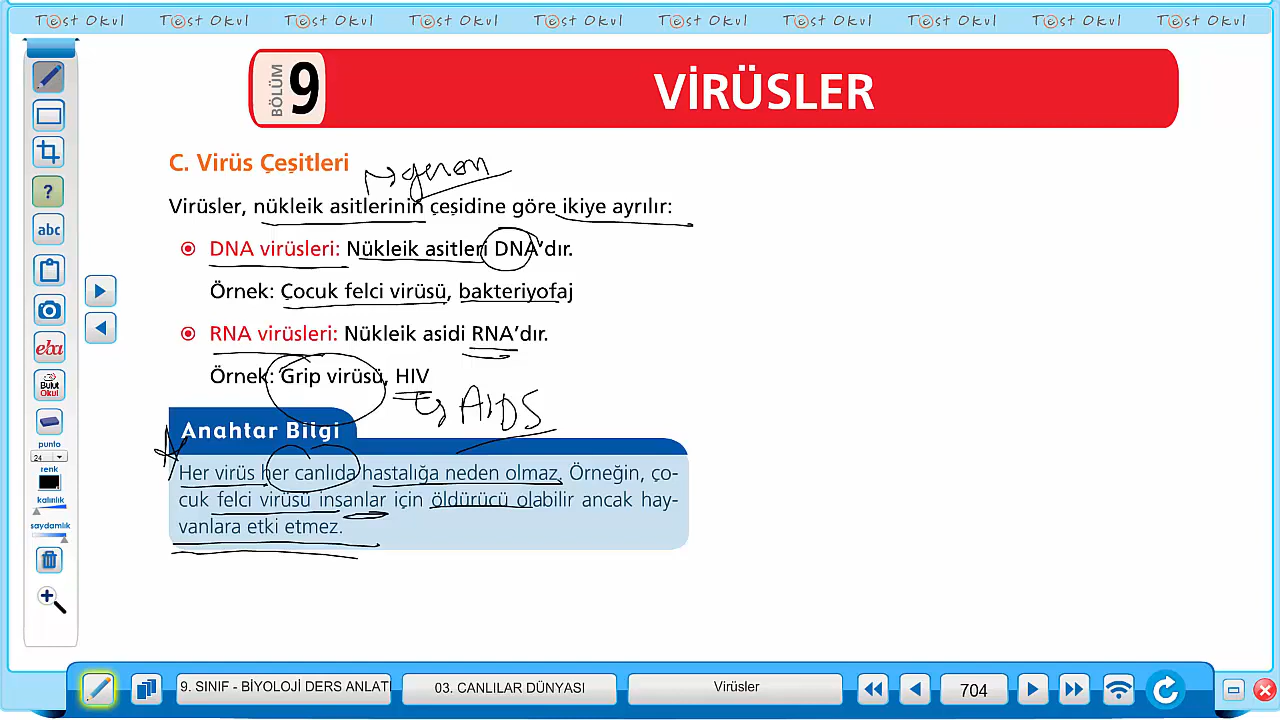 Test Okul Test Okul Test Okul Test Okul Test Okul Test Okul Test Okul Test Okul Test Okul Test Okul
BÖLÜM 9 VİRÜSLER
C. Virüs Çeşitleri
Virüsler, nükleik asitlerinin çeşidine göre ikiye ayrılır:
DNA virüsleri: Nükleik asitleri DNA'dır.
Örnek: Çocuk felci virüsü, bakteriyofaj
RNA virüsleri: Nükleik asidi RNA'dır.
Örnek: Grip virüsü, HIV
AIDS
Anahtar Bilgi
Her virüs her canlıda hastalığa neden olmaz. Örneğin, ço-
cuk felci virüsü insanlar için öldürücü olabilir ancak hay-
vanlara etki etmez.
?
abc
eba
Bulut
Okul
punto
24
renk
kalınlık
saydamlık
9. SINIF - BİYOLOJİ DERS ANLATI
03. CANLILAR DÜNYASI
Virüsler
704